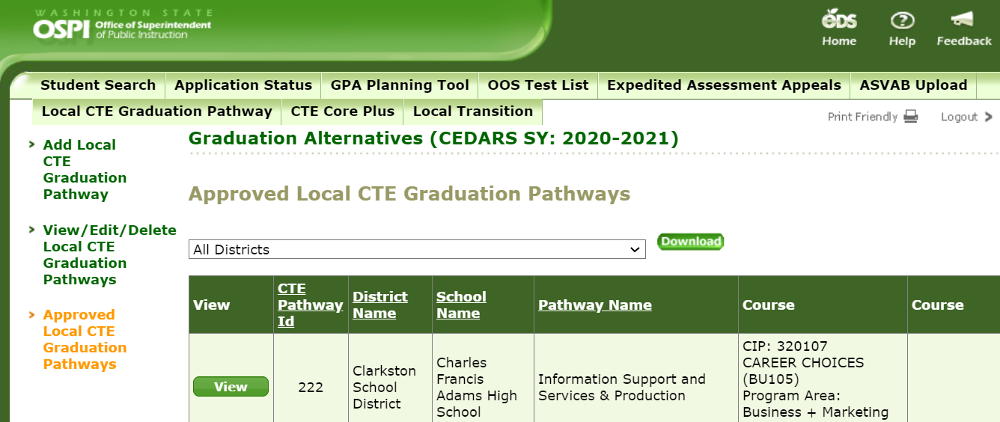 WASHINGTON STATE
OSPI Office of Superintendent
of Public Instruction
eDS
Home
Help
Feedback
Student Search
Application Status
GPA Planning Tool
OOS Test List
Expedited Assessment Appeals
ASVAB Upload
Local CTE Graduation Pathway
CTE Core Plus
Local Transition
Print Friendly
Logout
Add Local
CTE
Graduation
Pathway
View/Edit/Delete
Local CTE
Graduation
Pathways
Approved
Local CTE
Graduation
Pathways
Graduation Alternatives (CEDARS SY: 2020-2021)
Approved Local CTE Graduation Pathways
All Districts
Download
View
CTE
Pathway
Id
District
Name
School
Name
Pathway Name
Course
Course
View
222
Clarkston
School
District
Charles
Francis
Adams High
School
Information Support and
Services & Production
CIP: 320107
CAREER CHOICES
(BU105)
Program Area:
Business + Marketing